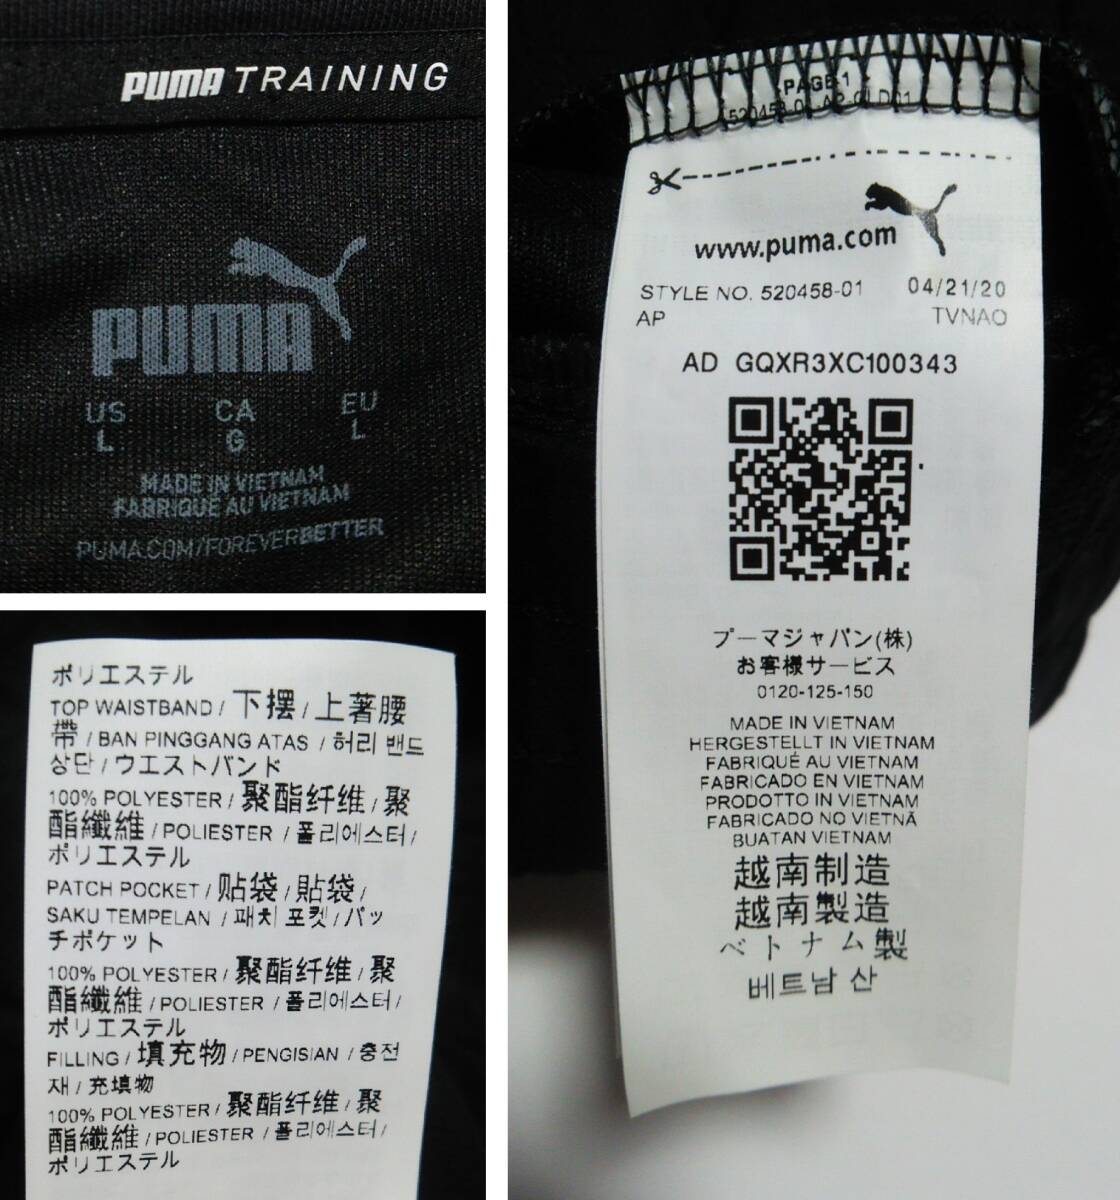 PUMA TRAINING
PUMA
US CA EU
L G L
MADE IN VIETNAM
FABRIQUÉ AU VIETNAM
PUMA.COM/FOREVERBETTER
ポリエステル
TOP WAISTBAND / 下摆 / 上著腰
帶 / BAN PINGGANG ATAS / 허리 밴드
상단 / ウエストバンド
100% POLYESTER / 聚酯纤维 / 聚
酯纖維 / POLIESTER / 폴리에스터 /
ポリエステル
PATCH POCKET / 贴袋 / 貼袋 /
SAKU TEMPELAN / 패치 포켓 / パッ
チポケット
100% POLYESTER / 聚酯纤维 / 聚
酯纖維 / POLIESTER / 폴리에스터 /
ポリエステル
FILLING / 填充物 / PENGISIAN / 충전
재 / 充填物
100% POLYESTER / 聚酯纤维 / 聚
酯纖維 / POLIESTER / 폴리에스터 /
ポリエステル
PAGE 1
www.puma.com
STYLE NO. 520458-01 04/21/20
AP TVNAO
AD GQXR3XC100343
プーマジャパン(株)
お客様サービス
0120-125-150
MADE IN VIETNAM
HERGESTELLT IN VIETNAM
FABRIQUÉ AU VIETNAM
FABRICADO EN VIETNAM
PRODOTTO IN VIETNAM
FABRICADO NO VIETNÃ
BUATAN VIETNAM
越南制造
越南製造
ベトナム製
베트남 산